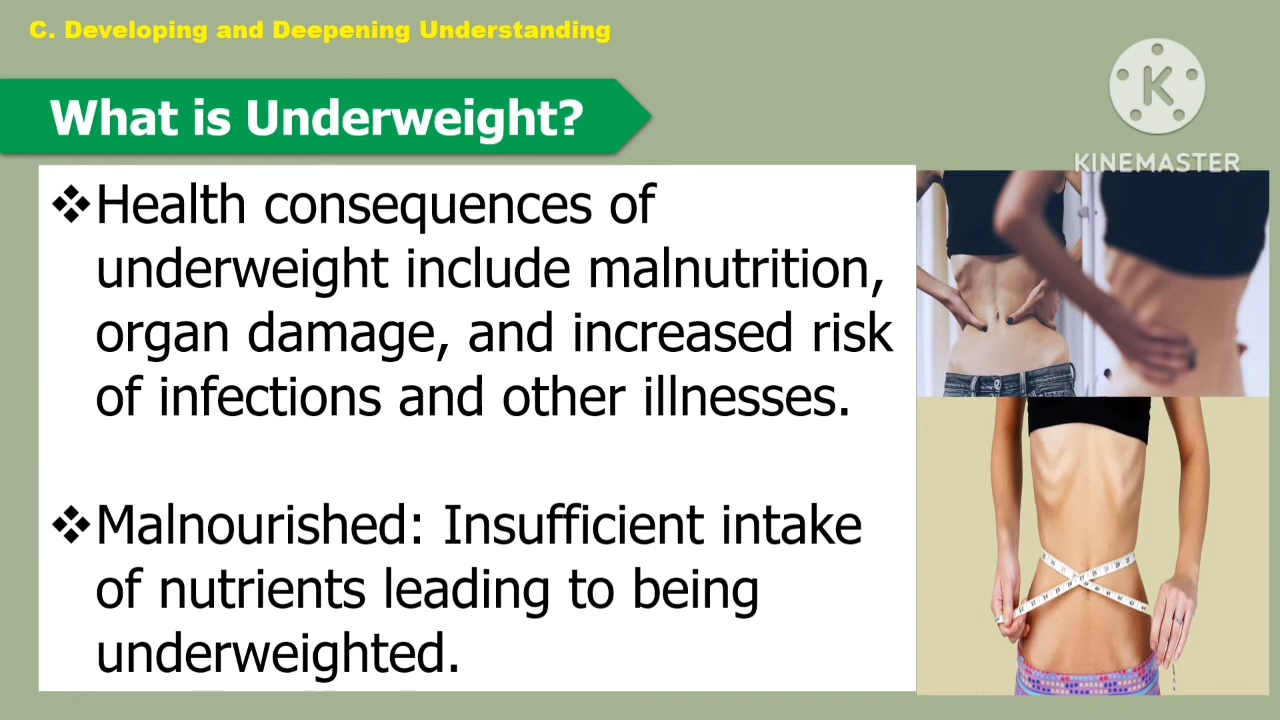 C. Developing and Deepening Understanding
What is Underweight?
K
KINEMASTER
❖Health consequences of
underweight include malnutrition,
organ damage, and increased risk
of infections and other illnesses.
❖Malnourished: Insufficient intake
of nutrients leading to being
underweighted.